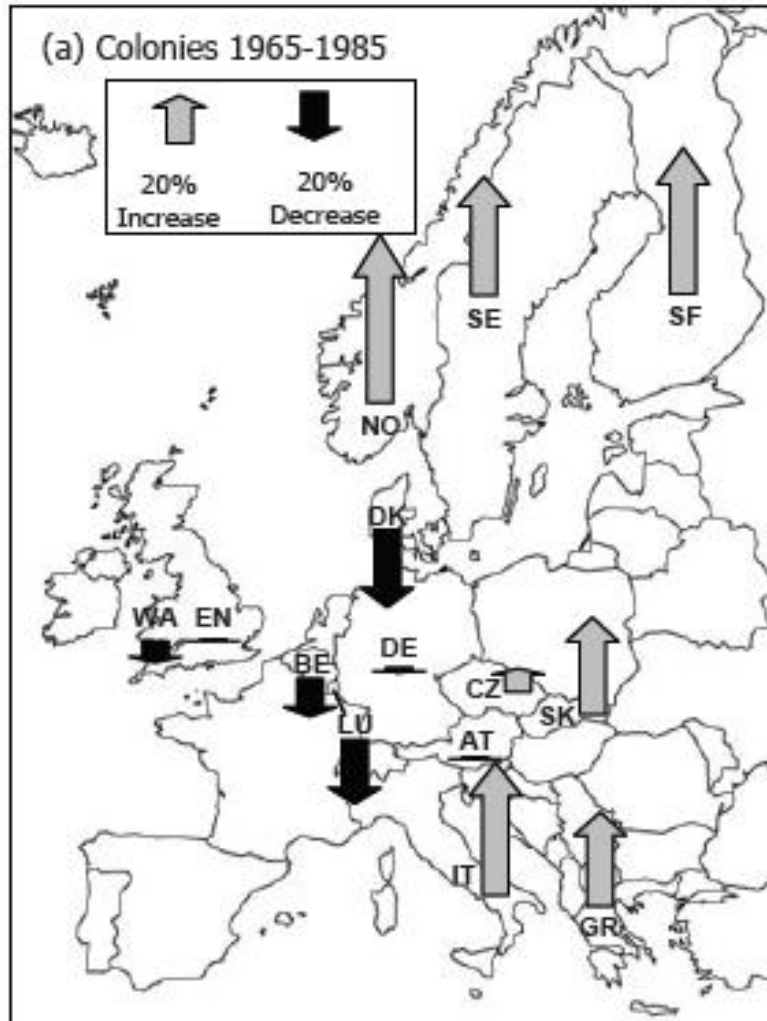 (a) Colonies 1965-1985
20% 20%
Increase Decrease
SE SF
NO
DK
WA EN
DE
BE
CZ
SK
LU
AT
IT
GR